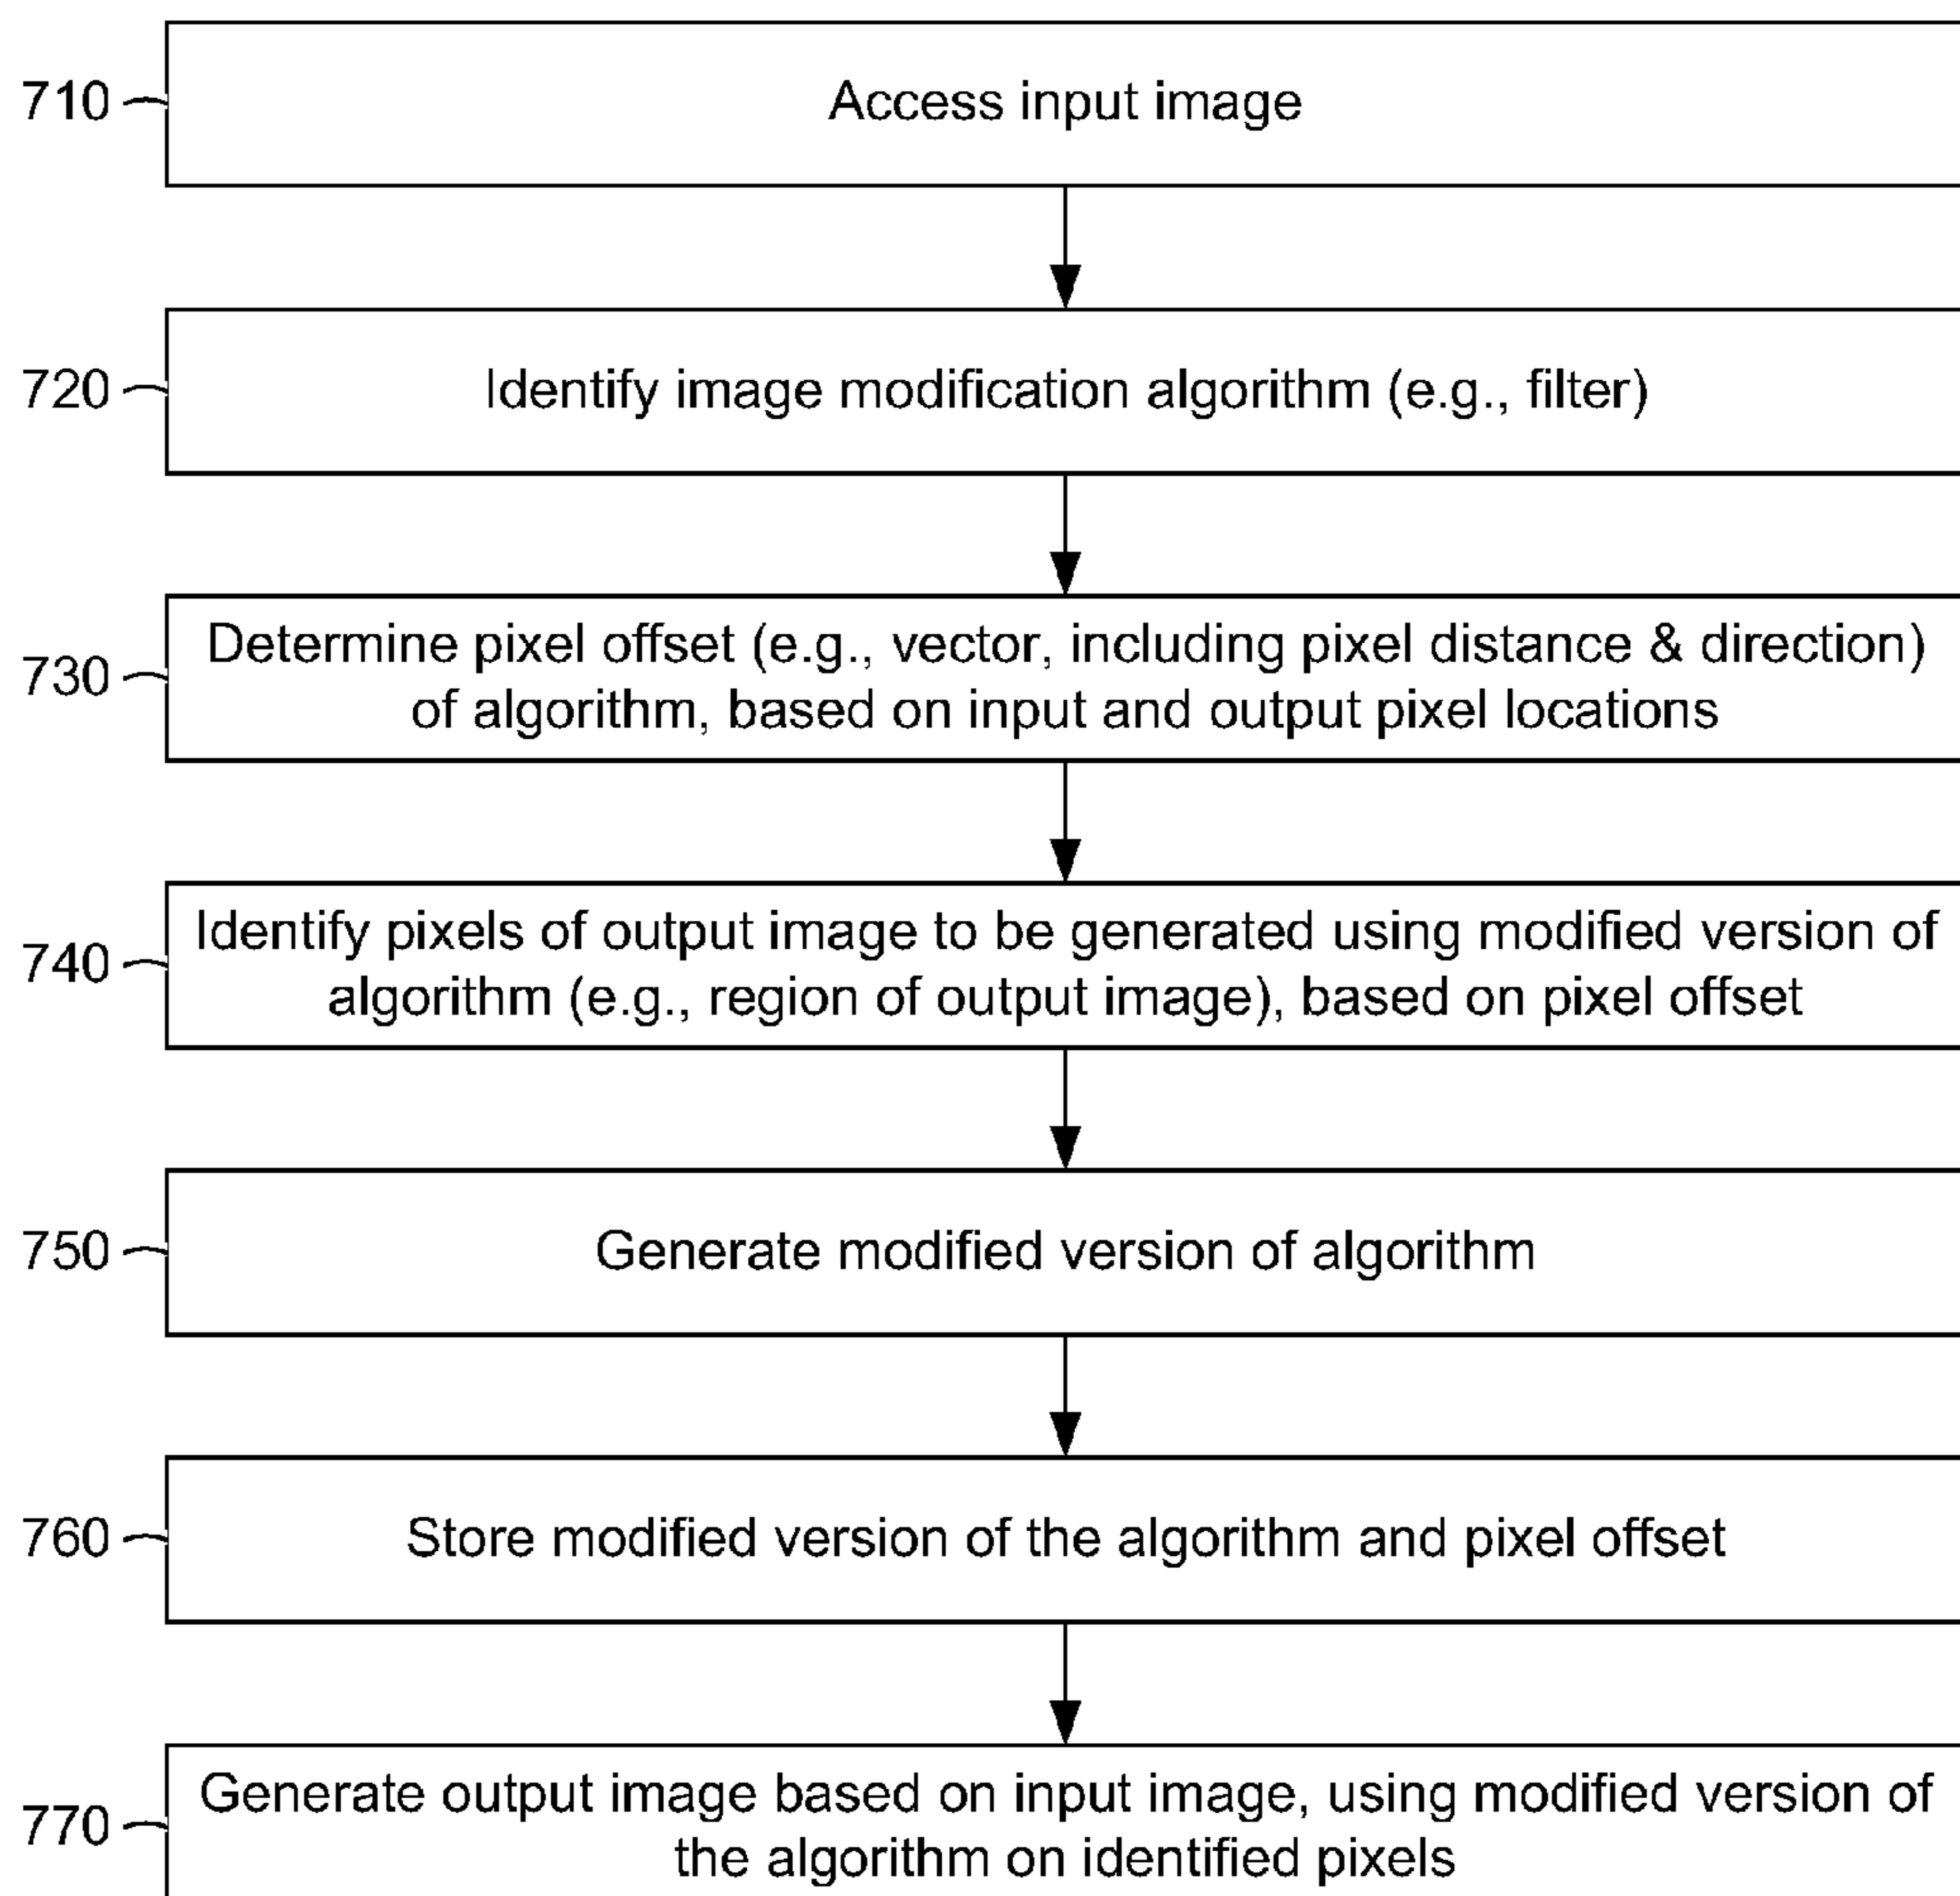 710
Access input image
720
Identify image modification algorithm (e.g., filter)
730
Determine pixel offset (e.g., vector, including pixel distance & direction)
of algorithm, based on input and output pixel locations
740
Identify pixels of output image to be generated using modified version of
algorithm (e.g., region of output image), based on pixel offset
750
Generate modified version of algorithm
760
Store modified version of the algorithm and pixel offset
770
Generate output image based on input image, using modified version of
the algorithm on identified pixels